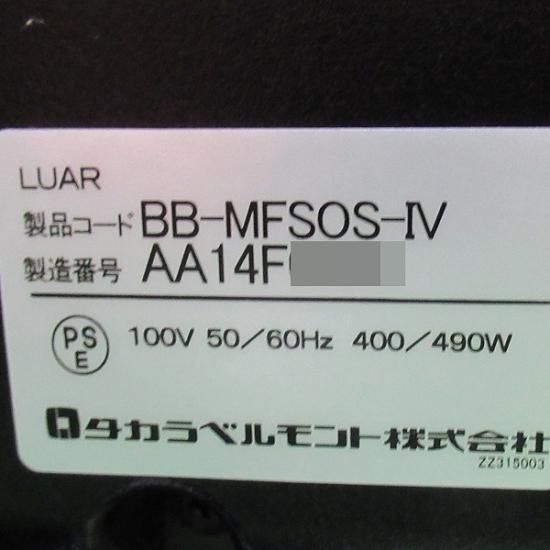 LUAR
製品コード BB-MFSOS-IV
製造番号 AA14F
PS
E
100V 50/60Hz 400/490W
タカラベルモント株式会社
ZZ315003